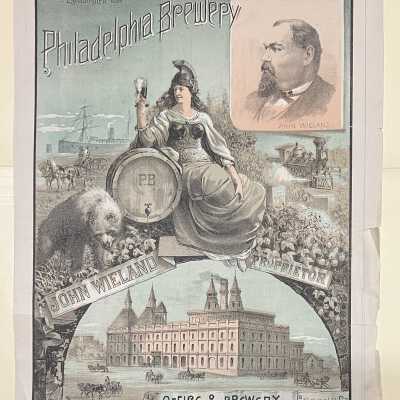 Philadelphia Brewery
JOHN WIELAND
PB
JOHN WIELAND
PROPRIETOR
OFFICE & BREWERY